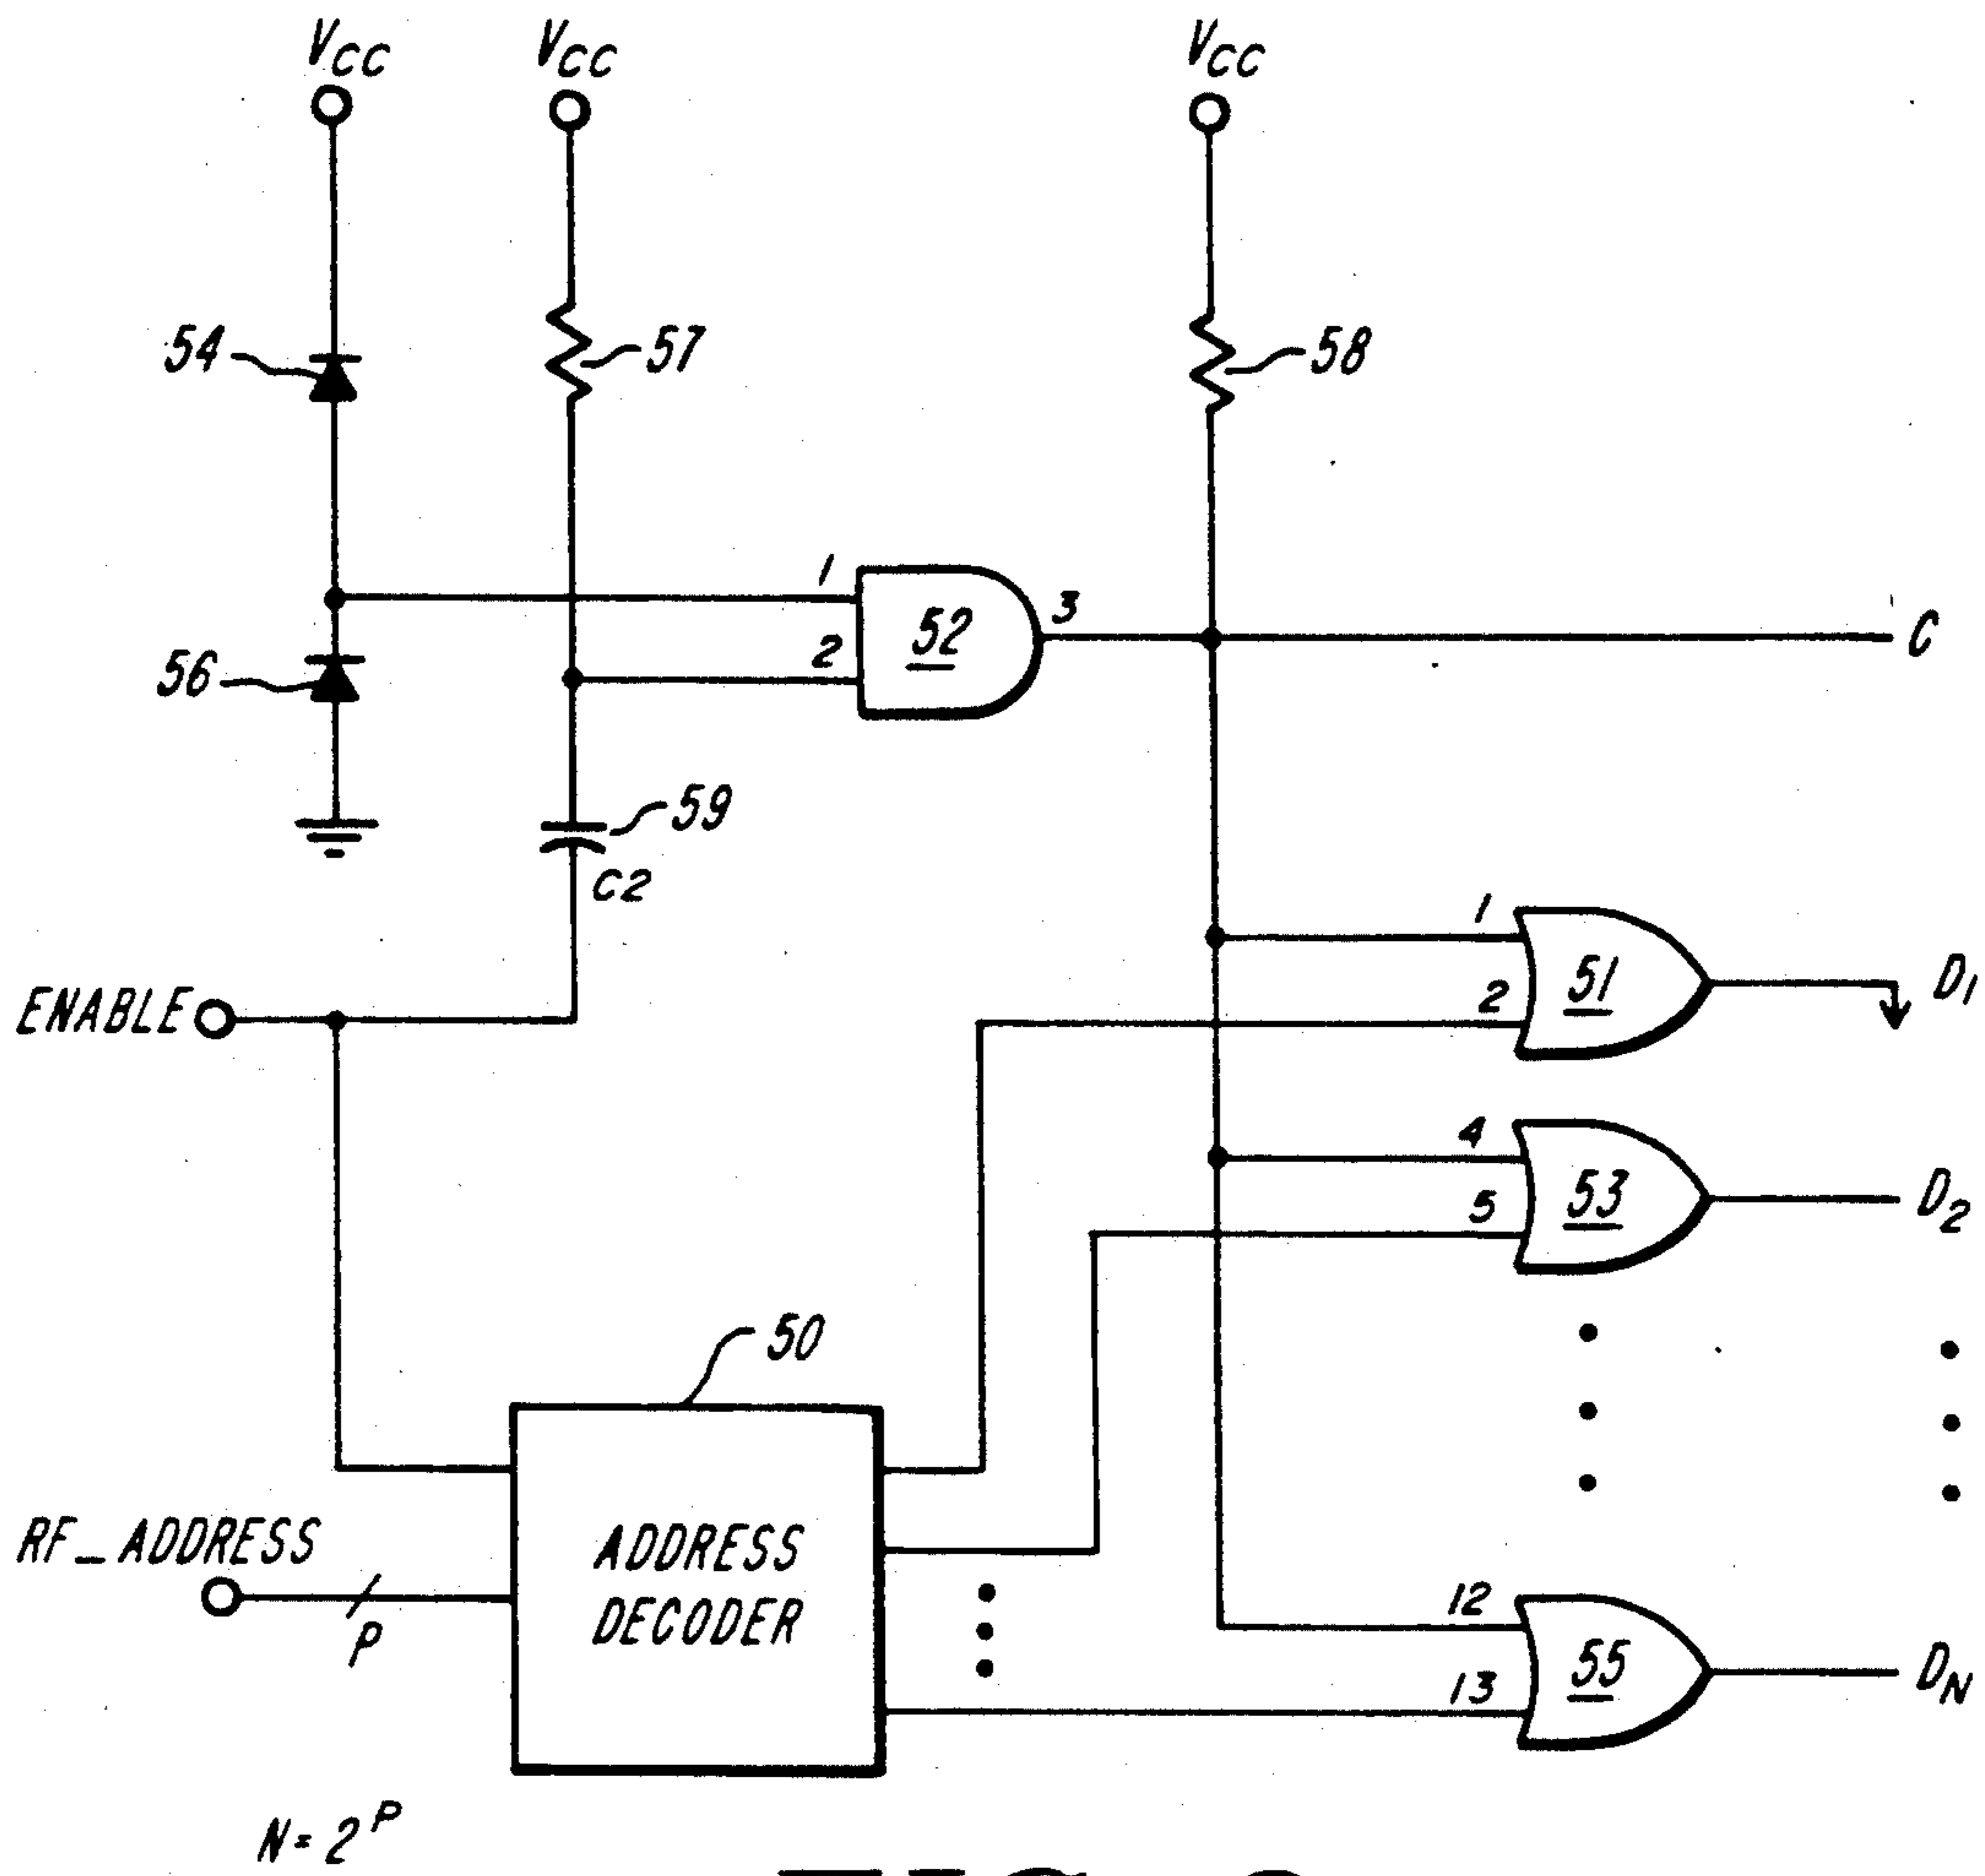 VCC VCC VCC
54 57 58
1
52
3
C
2
56
59
C2
1
51
D1
2
ENABLE
4
53
D2
5
50
RF_ADDRESS
P
ADDRESS
DECODER
12
55
DN
13
N=2^P